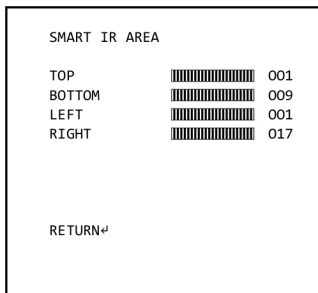 SMART IR AREA
TOP 001
BOTTOM 009
LEFT 001
RIGHT 017
RETURN↵